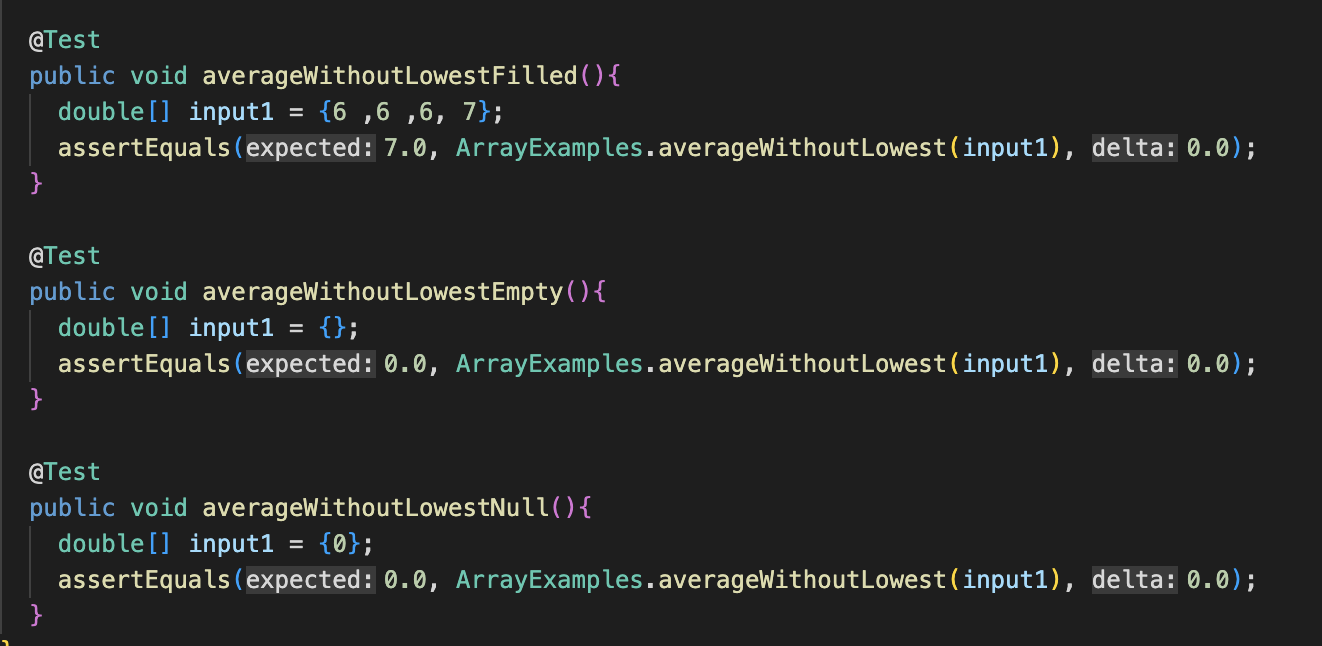 @Test
public void averageWithoutLowestFilled(){
double[] input1 = {6 ,6 ,6, 7};
assertEquals(expected: 7.0, ArrayExamples.averageWithoutLowest(input1), delta: 0.0);
}
@Test
public void averageWithoutLowestEmpty(){
double[] input1 = {};
assertEquals(expected: 0.0, ArrayExamples.averageWithoutLowest(input1), delta: 0.0);
}
@Test
public void averageWithoutLowestNull(){
double[] input1 = {0};
assertEquals(expected: 0.0, ArrayExamples.averageWithoutLowest(input1), delta: 0.0);
}
}